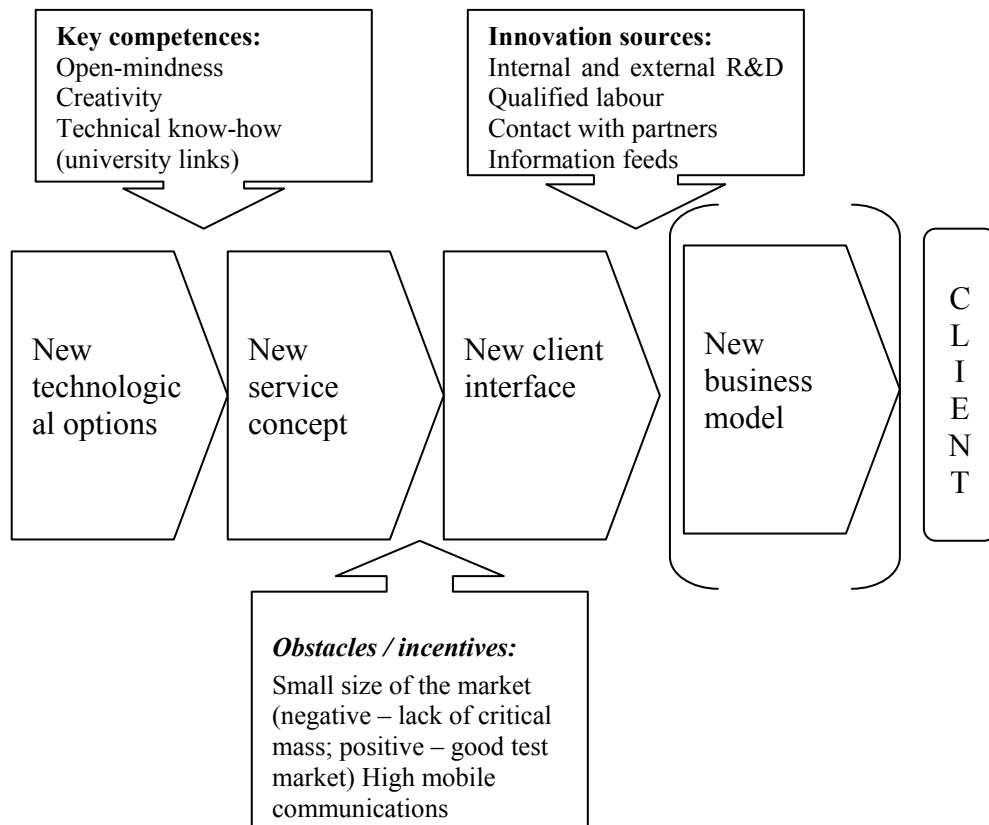 Key competences:
Open-mindness
Creativity
Technical know-how
(university links)
Innovation sources:
Internal and external R&D
Qualified labour
Contact with partners
Information feeds
New
technologic
al options
New
service
concept
New client
interface
New
business
model
C
L
I
E
N
T
Obstacles / incentives:
Small size of the market
(negative – lack of critical
mass; positive – good test
market) High mobile
communications